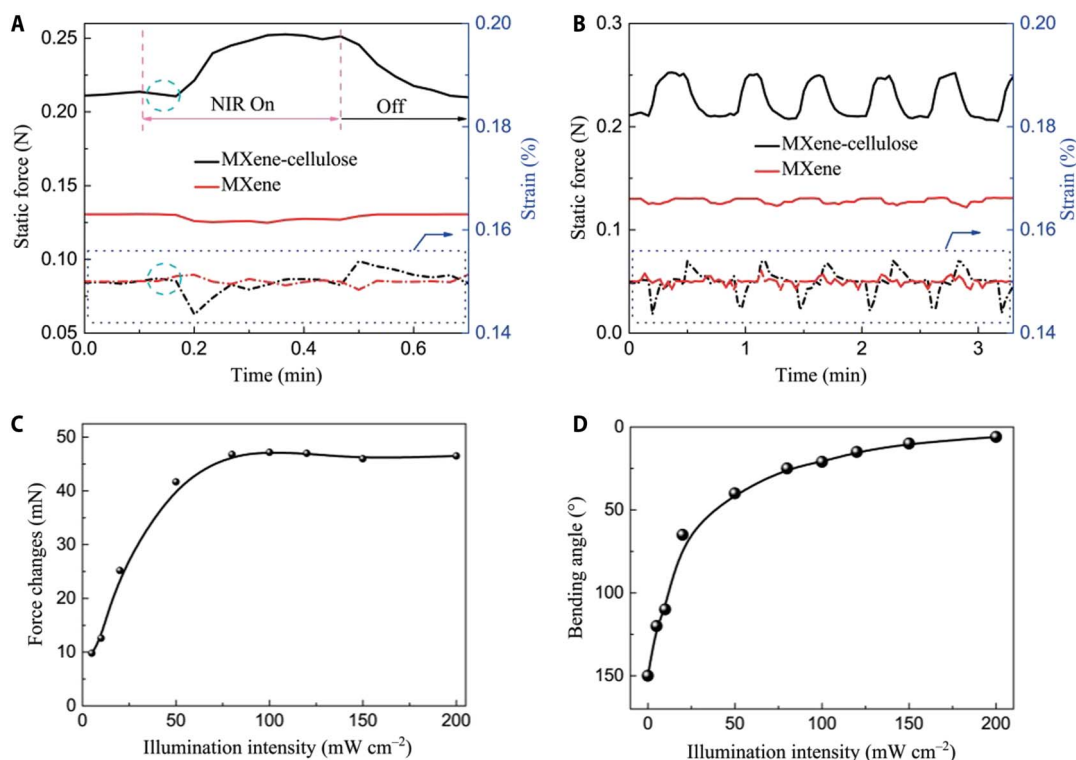 A
0.25
0.20
0.15
0.10
0.05
Static force (N)
0.0
0.2
0.4
0.6
Time (min)
0.20
0.18
0.16
0.14
Strain (%)
NIR On
Off
MXene-cellulose
MXene
B
0.3
0.2
0.1
0.0
Static force (N)
0
1
2
3
Time (min)
0.20
0.18
0.16
0.14
Strain (%)
MXene-cellulose
MXene
C
50
40
30
20
10
0
Force changes (mN)
0
50
100
150
200
Illumination intensity (mW cm⁻²)
D
0
50
100
150
Bending angle (°)
0
50
100
150
200
Illumination intensity (mW cm⁻²)